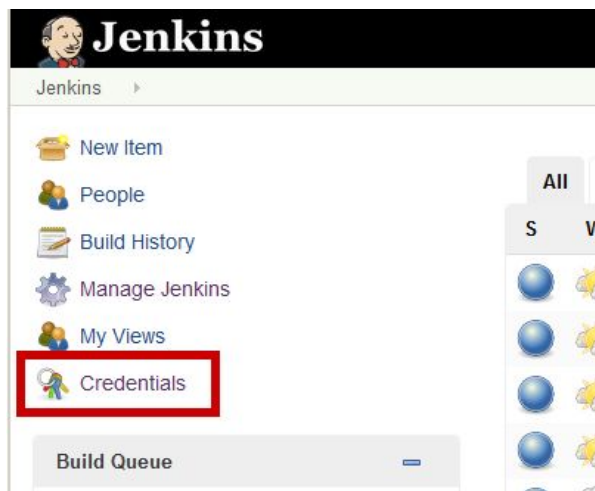 Jenkins
Jenkins
New Item
People
Build History
Manage Jenkins
My Views
Credentials
Build Queue
All
S W